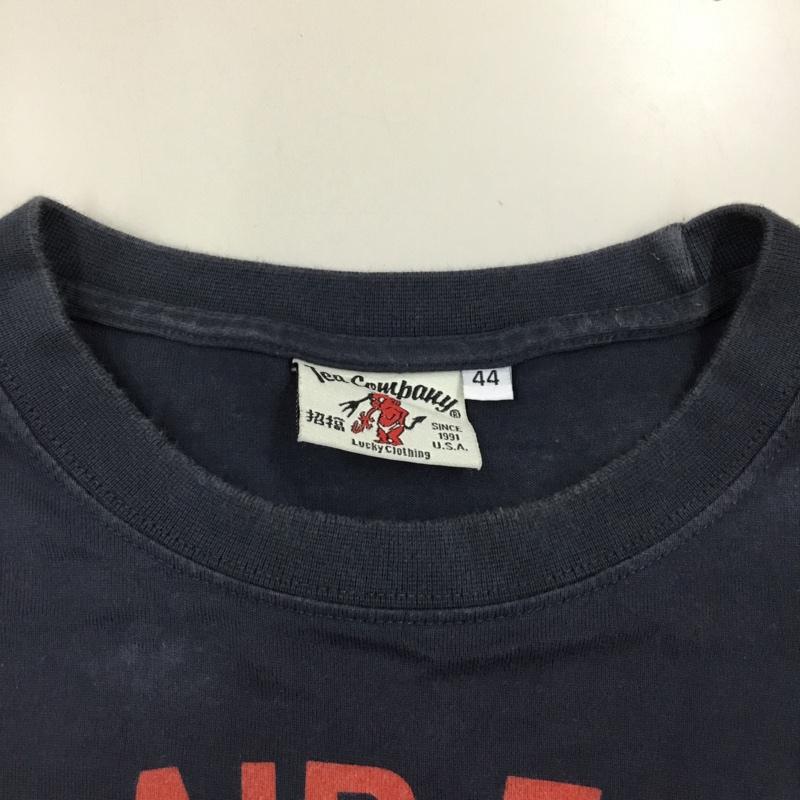 Tea Company
®
招福
SINCE
1991
U.S.A.
Lucky Clothing
44